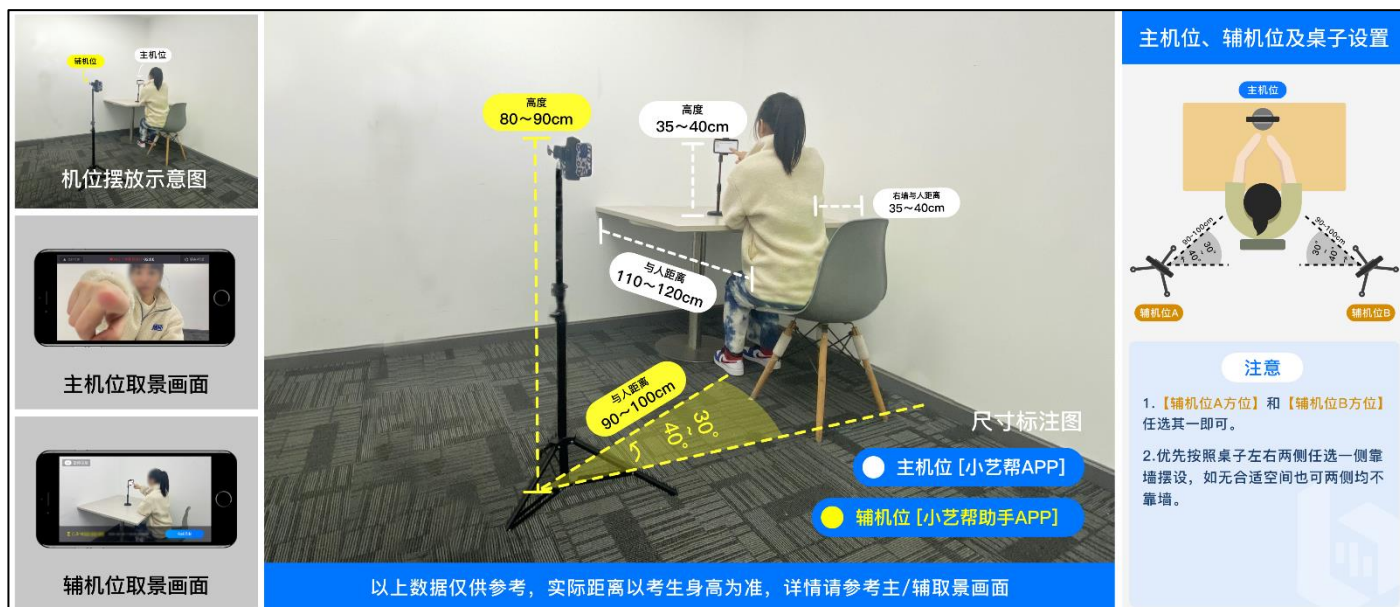 辅机位
主机位
机位摆放示意图
主机位取景画面
辅机位取景画面
高度
80~90cm
高度
35~40cm
右墙与人距离
35~40cm
与人距离
110~120cm
与人距离
90~100cm
30°
~
40°
尺寸标注图
主机位 [小艺帮APP]
辅机位 [小艺帮助手APP]
以上数据仅供参考，实际距离以考生身高为准，详情请参考主/辅取景画面
主机位、辅机位及桌子设置
主机位
90~100cm
30°
~
40°
90~100cm
30°
~
40°
辅机位A
辅机位B
注意
1.【辅机位A方位】和【辅机位B方位】
任选其一即可。
2.优先按照桌子左右两侧任选一侧靠
墙摆设，如无合适空间也可两侧均不
靠墙。